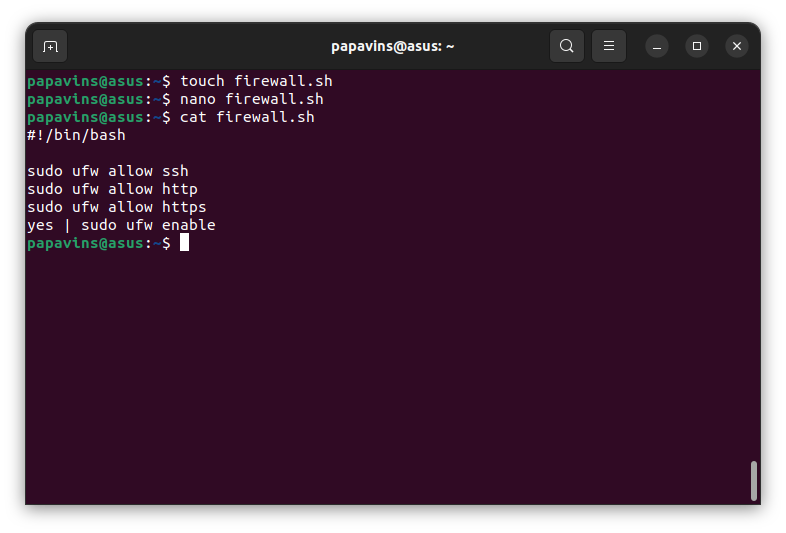 papavins@asus: ~
papavins@asus:~$ touch firewall.sh
papavins@asus:~$ nano firewall.sh
papavins@asus:~$ cat firewall.sh
#!/bin/bash
sudo ufw allow ssh
sudo ufw allow http
sudo ufw allow https
yes | sudo ufw enable
papavins@asus:~$